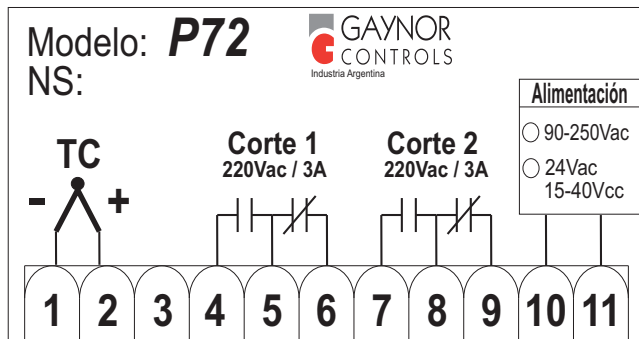 Modelo: P72
NS:
GAYNOR
CONTROLS
Industria Argentina
Alimentación
90-250Vac
24Vac
15-40Vcc
TC
- +
Corte 1
220Vac / 3A
Corte 2
220Vac / 3A
1 2 3 4 5 6 7 8 9 10 11